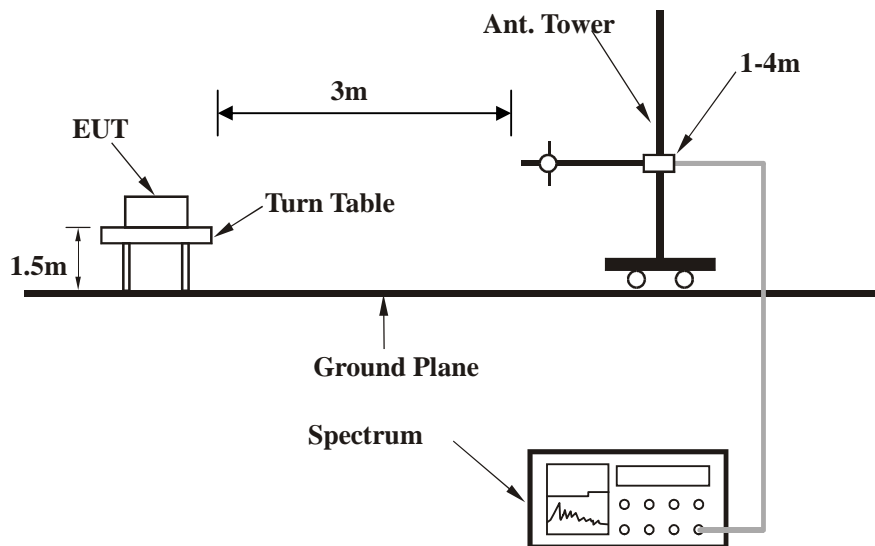 Ant. Tower
1-4m
3m
EUT
Turn Table
1.5m
Ground Plane
Spectrum